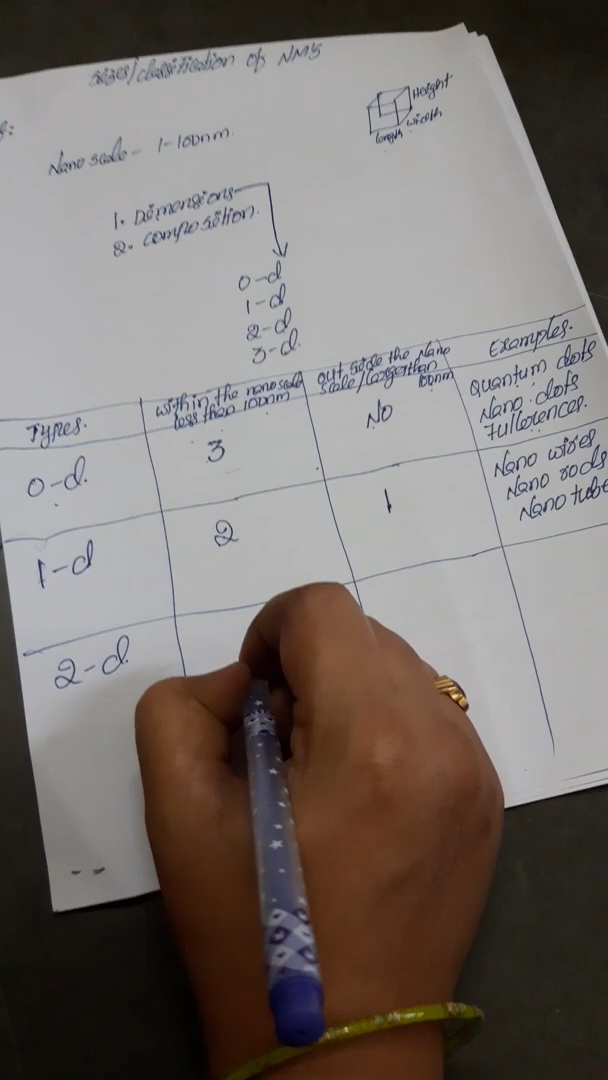 sizes/classification of NMS
Height
width
length
Nano scale - 1-100nm.
1. Dimensions
2. composition.
0-d
1-d
2-d
3-d.
Types.
within the nanoscale
less than 100nm
out side the Nano
scale/larger than
100nm
Examples.
0-d.
3
NO
Quantum dots
Nano dots
Fullerences.
1-d
2
1
Nano wires
Nano rods
Nano tube
2-d.